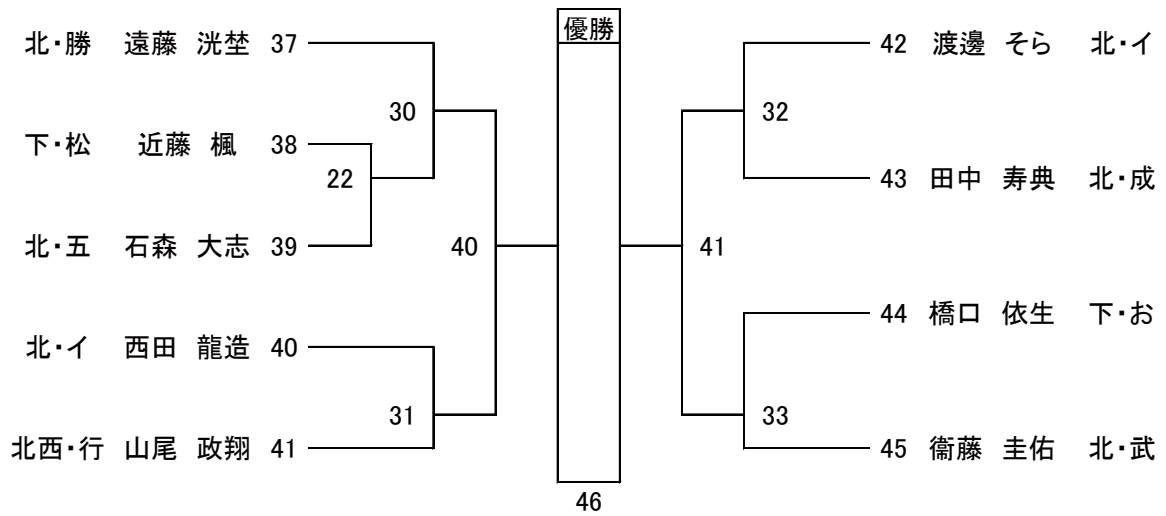 優勝
北・勝 遠藤 洸埜 37
下・松 近藤 楓 38
北・五 石森 大志 39
北・イ 西田 龍造 40
北西・行 山尾 政翔 41
30
22
40
31
42 渡邊 そら 北・イ
43 田中 寿典 北・成
44 橋口 依生 下・お
45 衞藤 圭佑 北・武
32
41
33
46